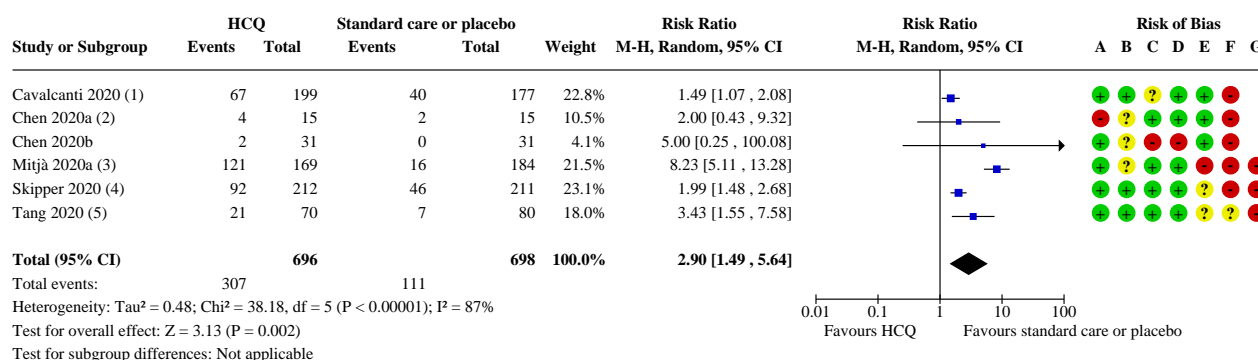 HCQ Standard care or placebo Risk Ratio Risk Ratio Risk of Bias
Study or Subgroup Events Total Events Total Weight M-H, Random, 95% CI M-H, Random, 95% CI A B C D E F G
Cavalcanti 2020 (1) 67 199 40 177 22.8% 1.49 [1.07 , 2.08] + + ? + + -
Chen 2020a (2) 4 15 2 15 10.5% 2.00 [0.43 , 9.32] - ? + + + -
Chen 2020b 2 31 0 31 4.1% 5.00 [0.25 , 100.08] + ? - - + -
Mitjà 2020a (3) 121 169 16 184 21.5% 8.23 [5.11 , 13.28] + ? + + - - -
Skipper 2020 (4) 92 212 46 211 23.1% 1.99 [1.48 , 2.68] + + + + ? - -
Tang 2020 (5) 21 70 7 80 18.0% 3.43 [1.55 , 7.58] + + + + ? ? -
Total (95% CI) 696 698 100.0% 2.90 [1.49 , 5.64]
Total events: 307 111
Heterogeneity: Tau² = 0.48; Chi² = 38.18, df = 5 (P < 0.00001); I² = 87%
Test for overall effect: Z = 3.13 (P = 0.002)
Test for subgroup differences: Not applicable
0.01 0.1 1 10 100
Favours HCQ Favours standard care or placebo